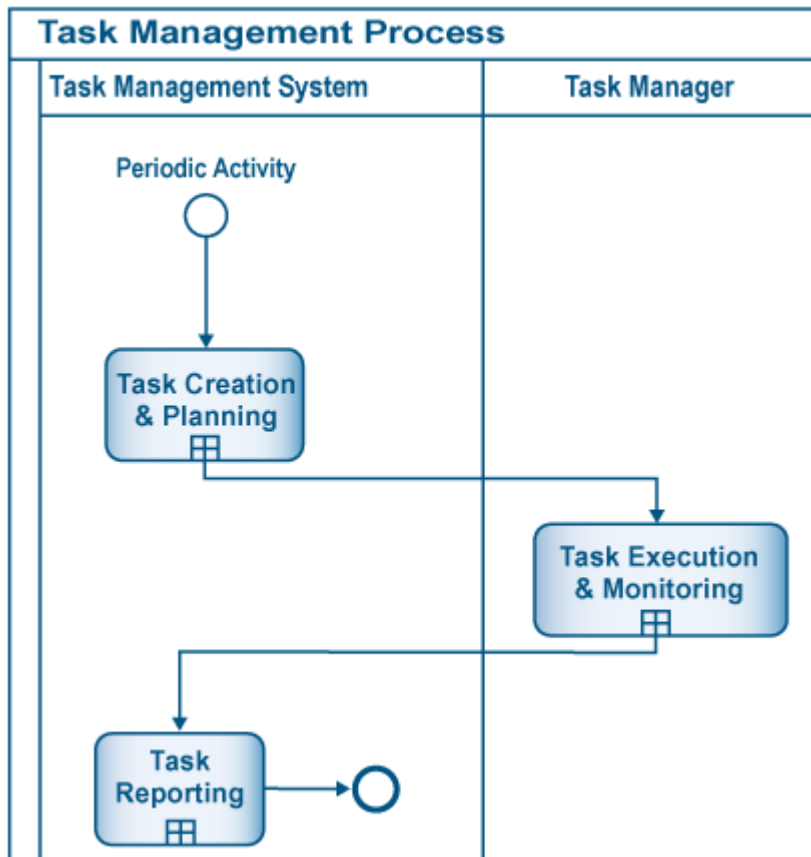 Task Management Process
Task Management System
Task Manager
Periodic Activity
Task Creation
& Planning
Task Execution
& Monitoring
Task
Reporting